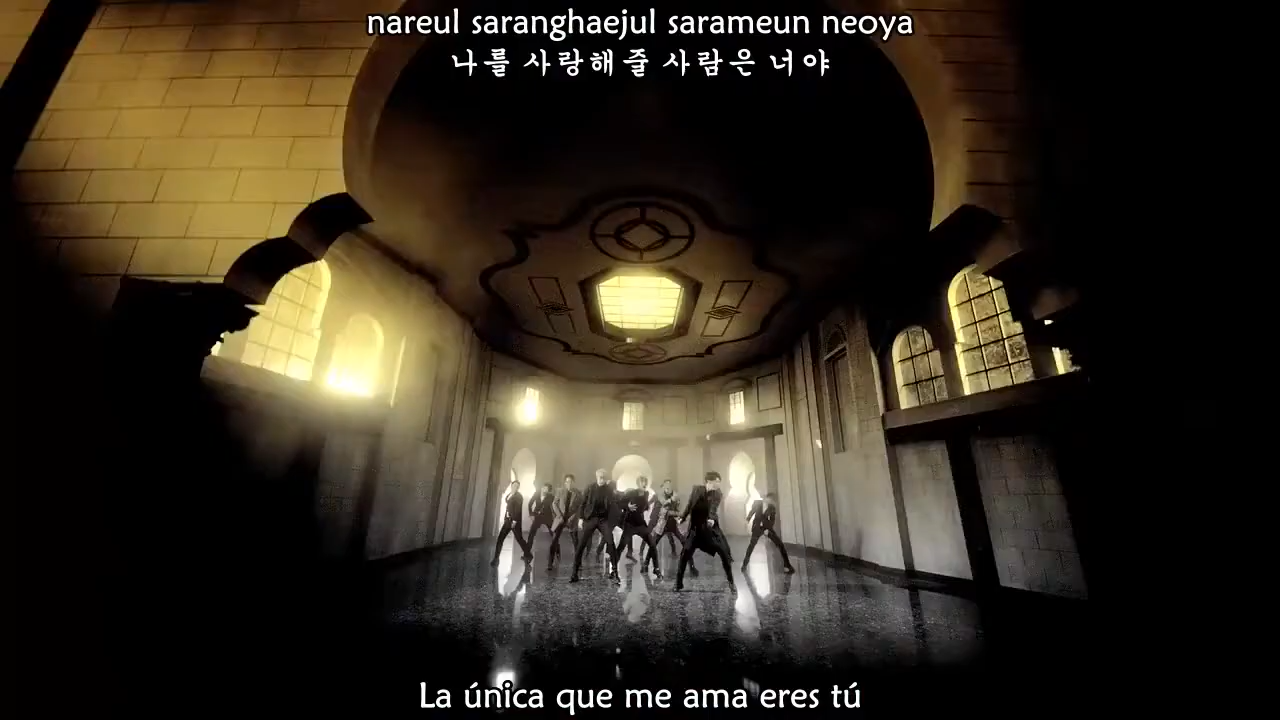 nareul saranghaejul sarameun neoya
나를 사랑해줄 사람은 너야
La única que me ama eres tú